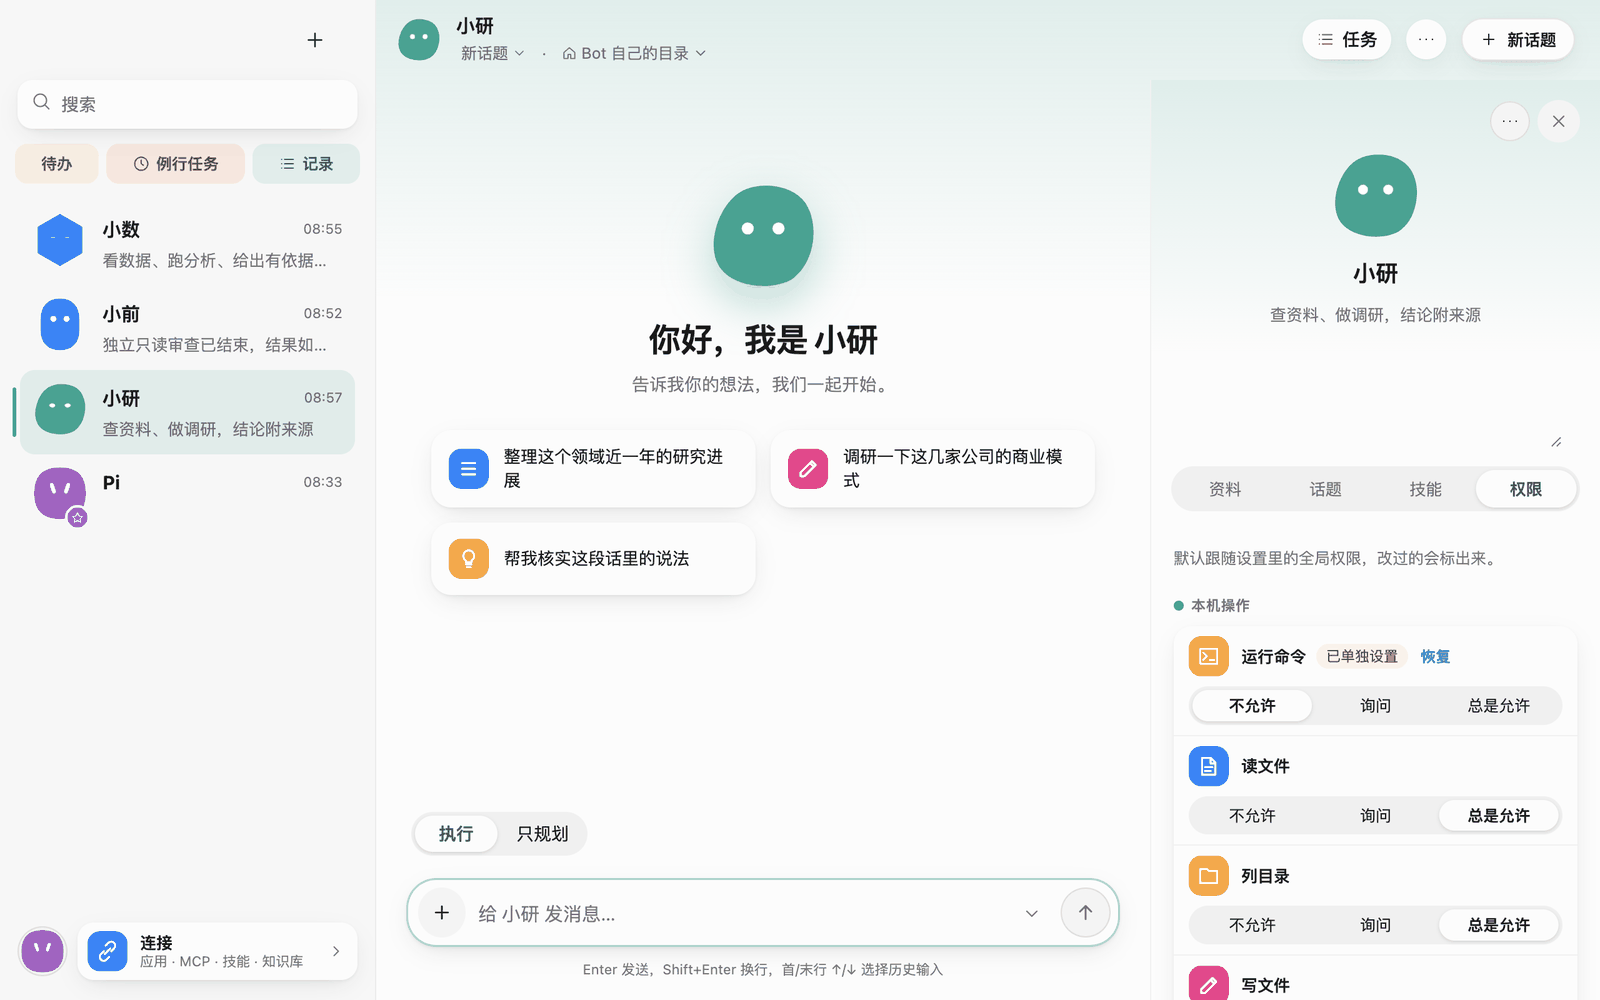 搜索
待办
例行任务
记录
小数 08:55
看数据、跑分析、给出有依据...
小前 08:52
独立只读审查已结束，结果如...
小研 08:57
查资料、做调研，结论附来源
Pi 08:33
连接
应用 · MCP · 技能 · 知识库
小研
新话题 · Bot 自己的目录
任务
···
新话题
你好，我是 小研
告诉我你的想法，我们一起开始。
整理这个领域近一年的研究进
展
调研一下这几家公司的商业模
式
帮我核实这段话里的说法
执行
只规划
给 小研 发消息...
Enter 发送，Shift+Enter 换行，首/末行 ↑/↓ 选择历史输入
···
小研
查资料、做调研，结论附来源
资料
话题
技能
权限
默认跟随设置里的全局权限，改过的会标出来。
本机操作
运行命令 已单独设置 恢复
不允许 询问 总是允许
读文件
不允许 询问 总是允许
列目录
不允许 询问 总是允许
写文件